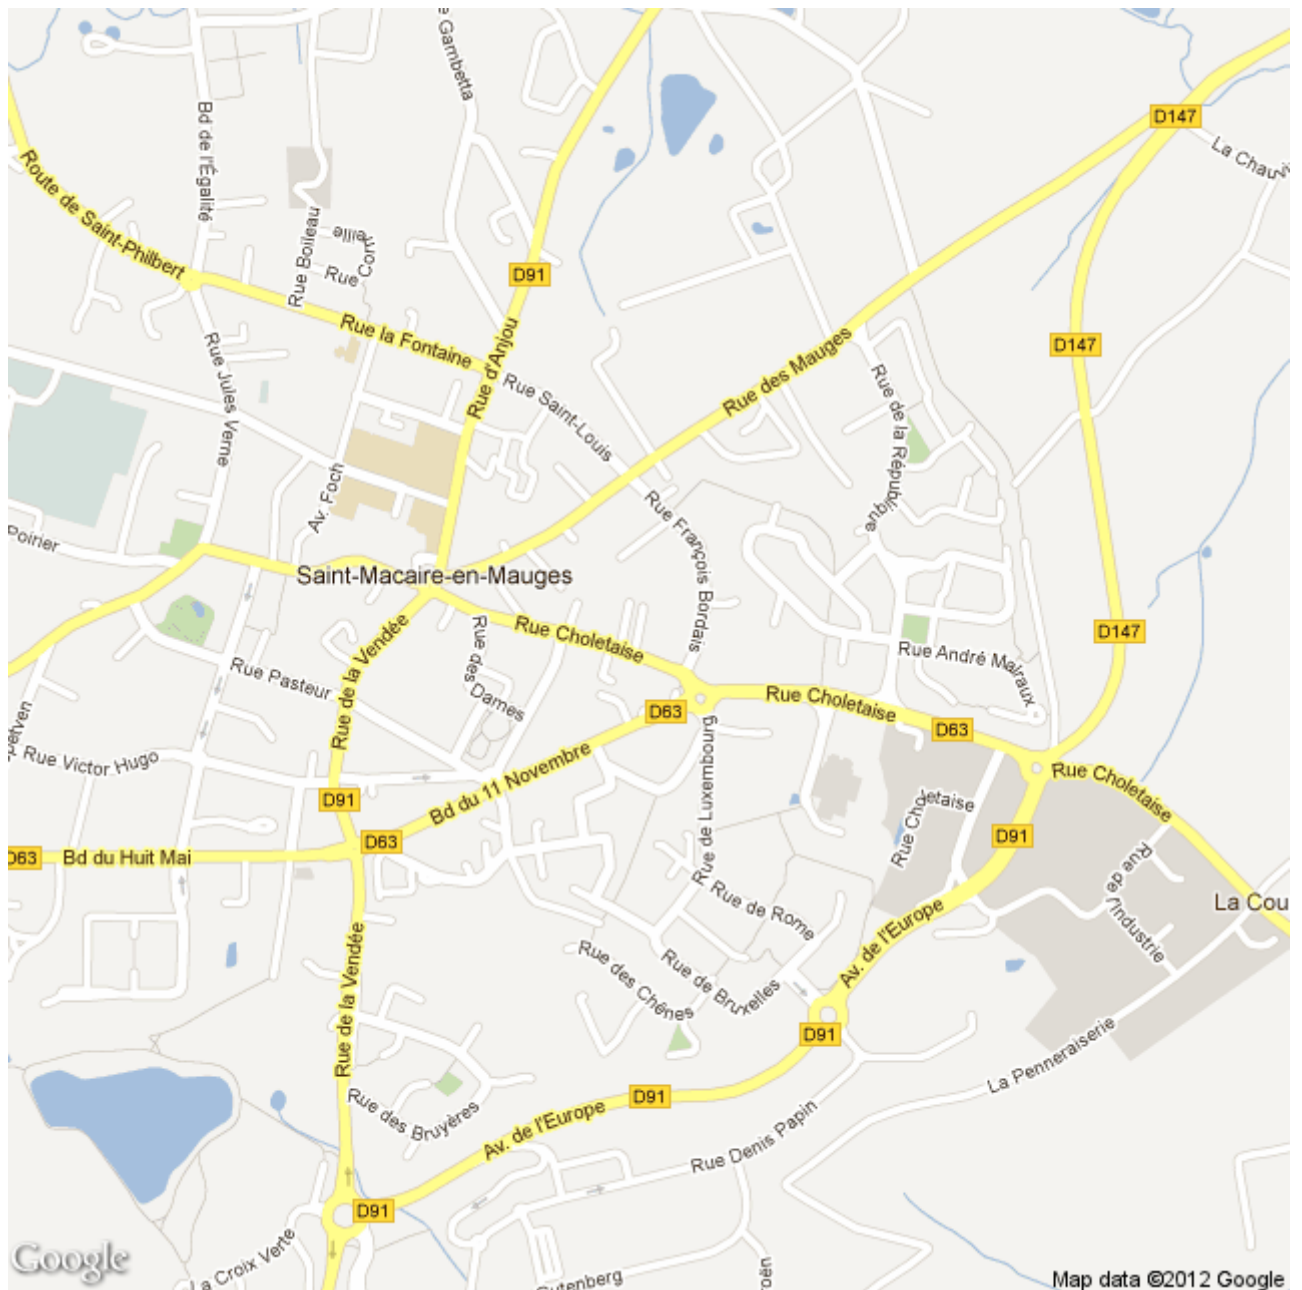 Gambetta
D147
La Chauv
Bd de l'Égalité
Route de Saint-Philbert
Rue Boileau
Rue Corneille
D91
Rue la Fontaine
Rue d'Anjou
D147
Rue des Mauges
Rue Jules Verne
Rue Saint-Louis
Rue de la République
Av. Foch
Rue François Bordais
Poirier
Saint-Macaire-en-Mauges
Rue Choletaise
D147
Rue de la Vendée
Rue des Dames
Rue Pasteur
Rue André Malraux
Rue Choletaise
D63
D63
Rue Victor Hugo
Rue de Luxembourg
Rue Choletaise
D91
Bd du 11 Novembre
Rue Choletaise
D91
D63
D63
Bd du Huit Mai
Rue de l'Industrie
Rue de Rome
La Cou
Av. de l'Europe
Rue de la Vendée
Rue des Chênes
Rue de Bruxelles
D91
La Penneraiserie
D91
Rue des Bruyères
Av. de l'Europe
Rue Denis Papin
D91
La Croix Verte
Google
utenberg
oën
Map data ©2012 Google